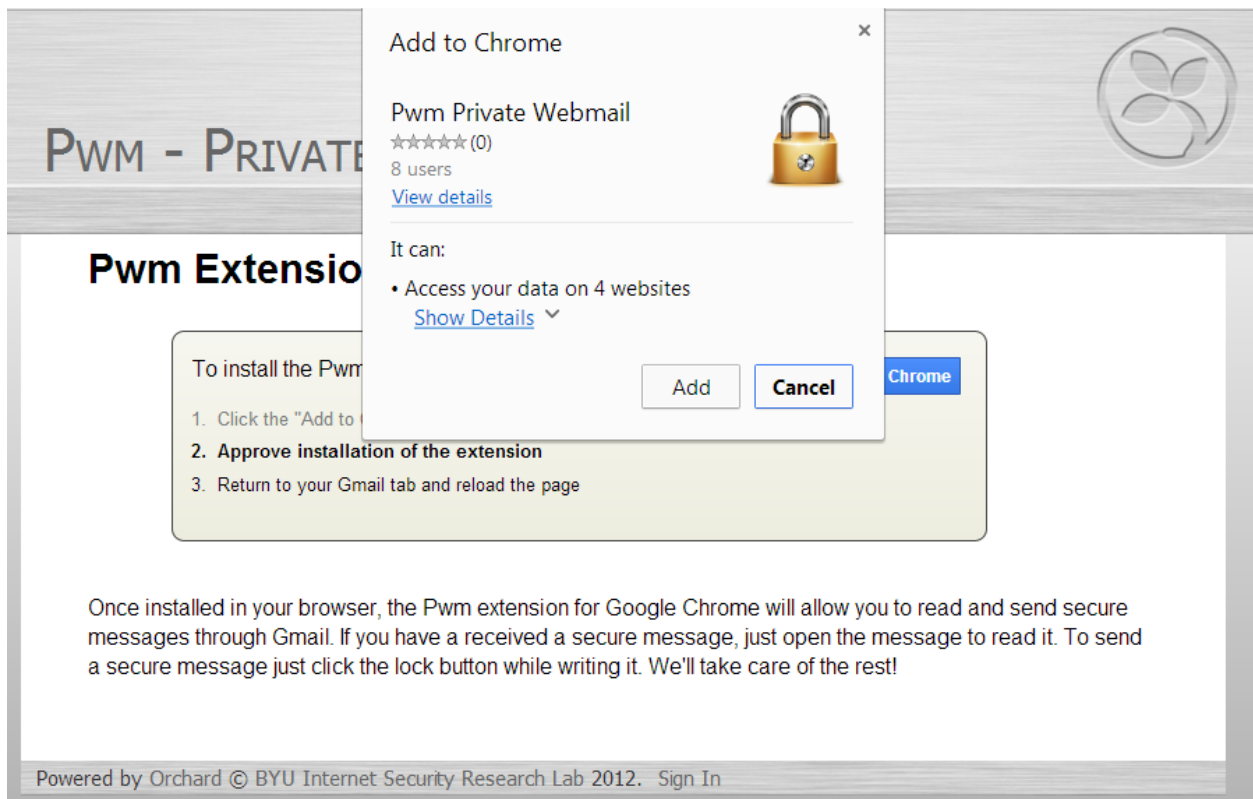 Add to Chrome
×
Pwm Private Webmail
(0)
8 users
View details
It can:
• Access your data on 4 websites
Show Details
Add
Cancel
PWM - PRIVATE
Pwm Extensio
To install the Pwm
Chrome
1. Click the "Add to
2. Approve installation of the extension
3. Return to your Gmail tab and reload the page
Once installed in your browser, the Pwm extension for Google Chrome will allow you to read and send secure
messages through Gmail. If you have a received a secure message, just open the message to read it. To send
a secure message just click the lock button while writing it. We'll take care of the rest!
Powered by Orchard © BYU Internet Security Research Lab 2012. Sign In